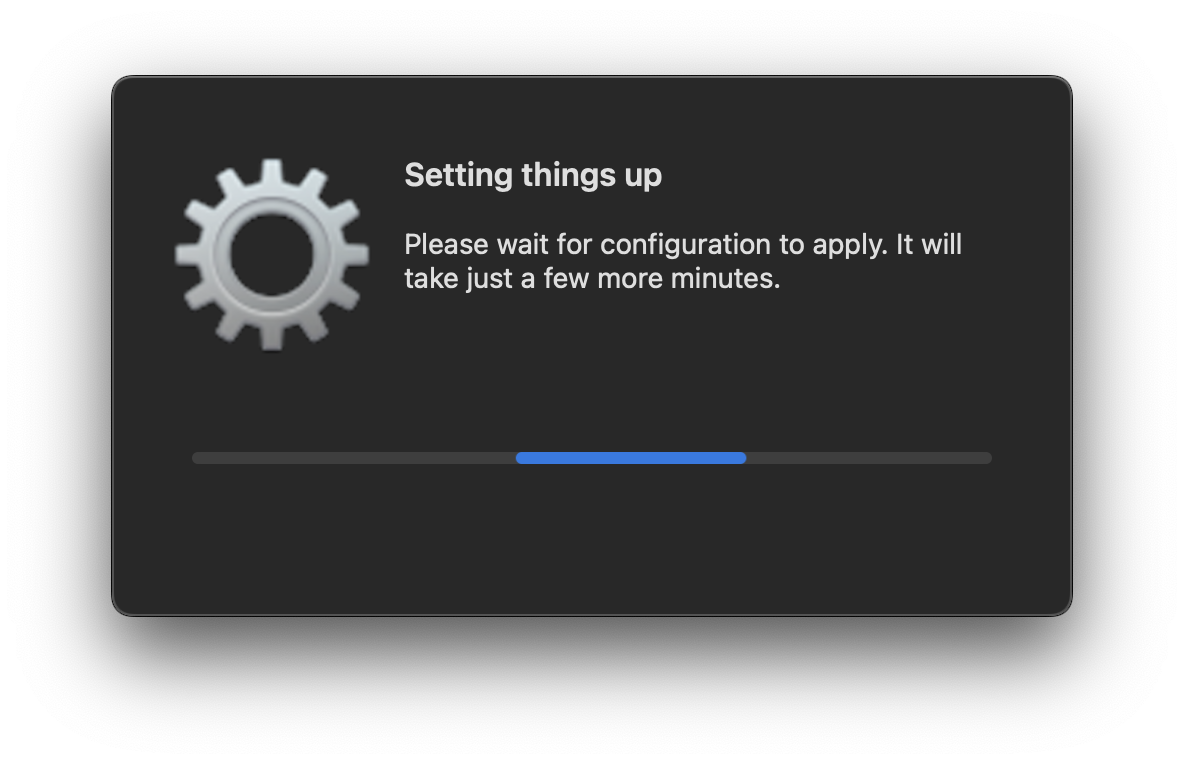 Setting things up
Please wait for configuration to apply. It will
take just a few more minutes.